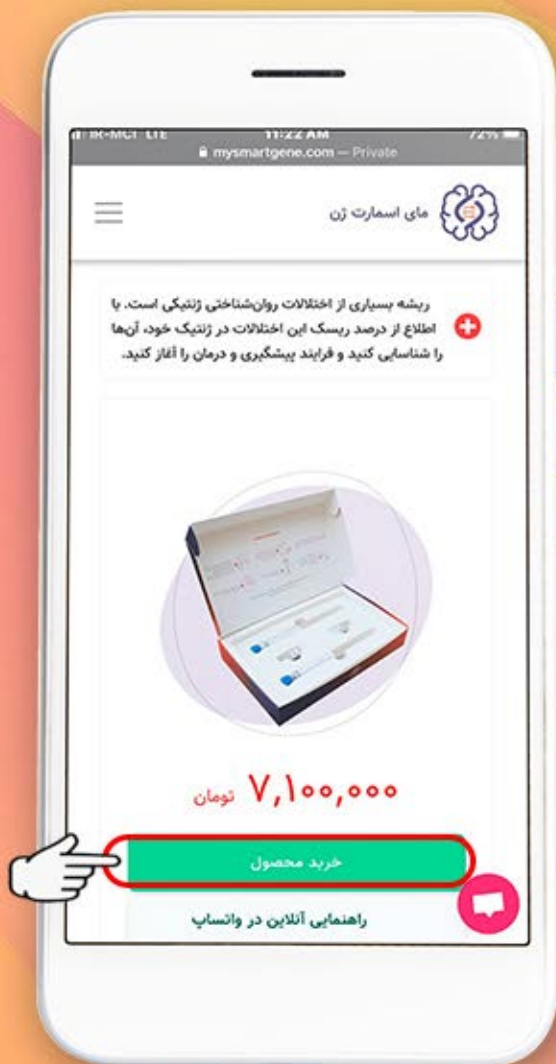 IR-MCI LTE 11:22 AM 72%
mysmartgene.com — Private
مای اسمارت ژن
ریشه بسیاری از اختلالات روان‌شناختی ژنتیکی است. با
اطلاع از درصد ریسک این اختلالات در ژنتیک خود، آن‌ها
را شناسایی کنید و فرایند پیشگیری و درمان را آغاز کنید.
۷,۱۰۰,۰۰۰ تومان
خرید محصول
راهنمایی آنلاین در واتساپ